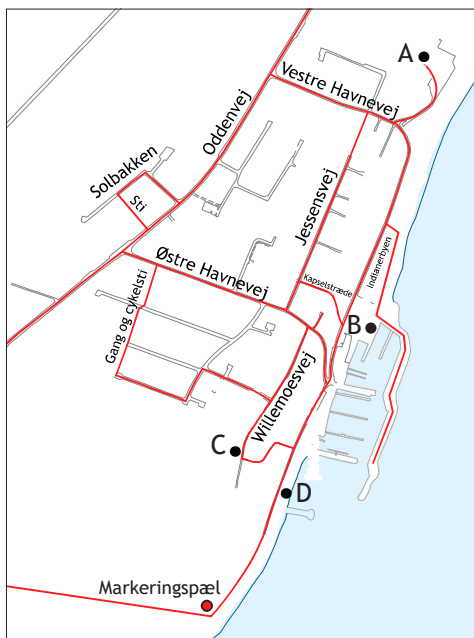 A
Vestre Havnevej
Oddenvej
Solbakken
Sti
Jessensvej
Østre Havnevej
Indianerbyen
Kapselstræde
Gang og cykelsti
B
Willemoesvej
C
D
Markeringspæl